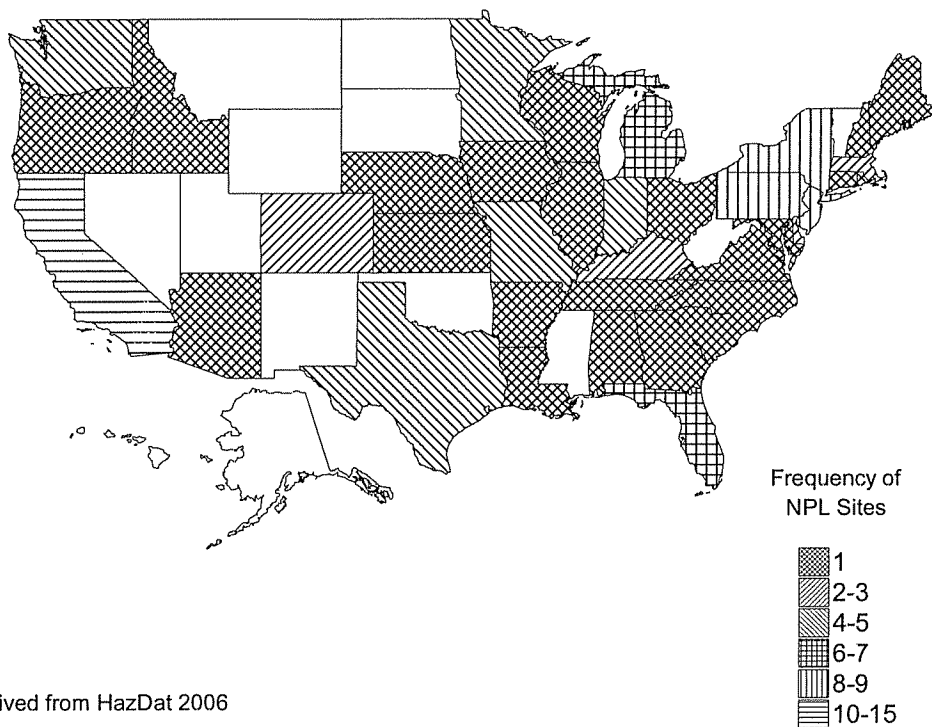 Frequency of
NPL Sites
1
2-3
4-5
6-7
8-9
10-15
ived from HazDat 2006